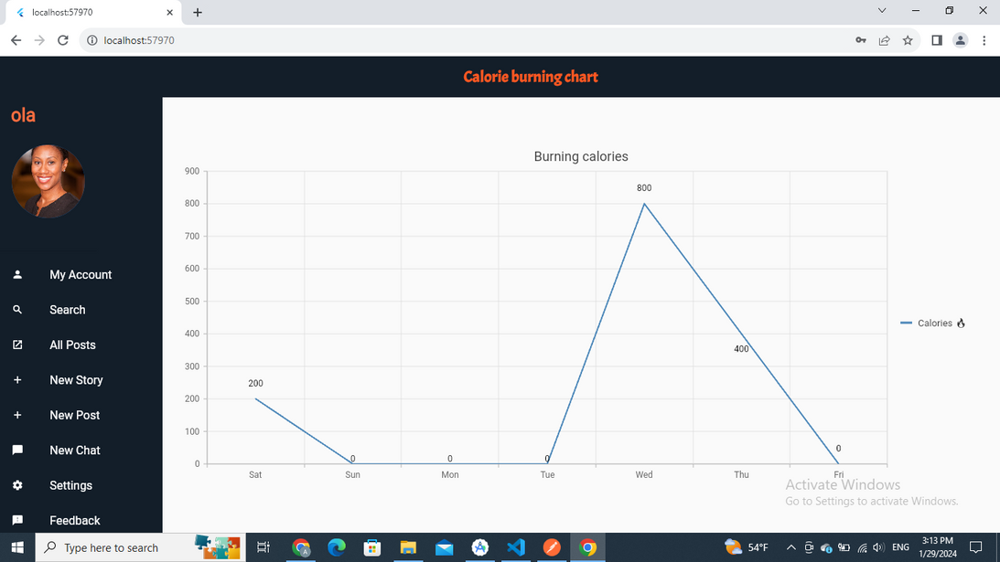 localhost:57970
localhost:57970
Calorie burning chart
ola
My Account
Search
All Posts
New Story
New Post
New Chat
Settings
Feedback
Burning calories
900
800
700
600
500
400
300
200
100
0
200
0
0
0
800
400
0
Sat
Sun
Mon
Tue
Wed
Thu
Fri
Calories 🔥
Activate Windows
Go to Settings to activate Windows.
Type here to search
54°F
ENG
3:13 PM
1/29/2024